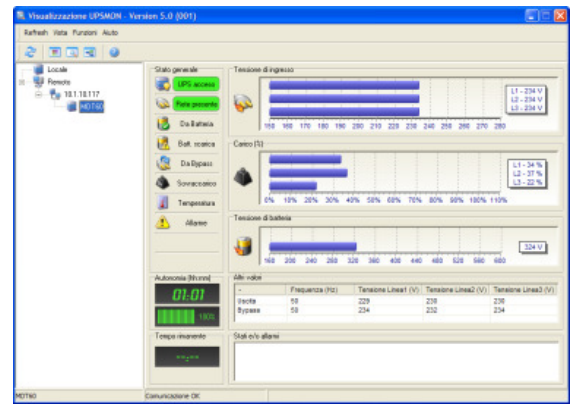 Visualizzazione UPSMON - Version 5.0 (001)
Refresh Vista Funzioni Aiuto
Locale
Remoto
10.1.10.117
MDT60
Stato generale
UPS acceso
Rete presente
Da Batteria
Batt. scarica
Da Bypass
Sovraccarico
Temperatura
Allarme
Tensione di ingresso
L1 - 234 V
L2 - 234 V
L3 - 234 V
150 160 170 180 190 200 210 220 230 240 250 260 270 280
Carico (%)
L1 - 34 %
L2 - 37 %
L3 - 22 %
0% 10% 20% 30% 40% 50% 60% 70% 80% 90% 100% 110%
Tensione di batteria
324 V
160 200 240 280 320 360 400 440 480 520 560 600
Autonomia (hh:mm)
01:01
100%
Tempo rimanente
--:--
Altri valori
- Frequenza (Hz) Tensione Linea1 (V) Tensione Linea2 (V) Tensione Linea3 (V)
Uscita 50 229 230 230
Bypass 50 234 232 234
Stati e/o allarmi
MDT60 Comunicazione OK